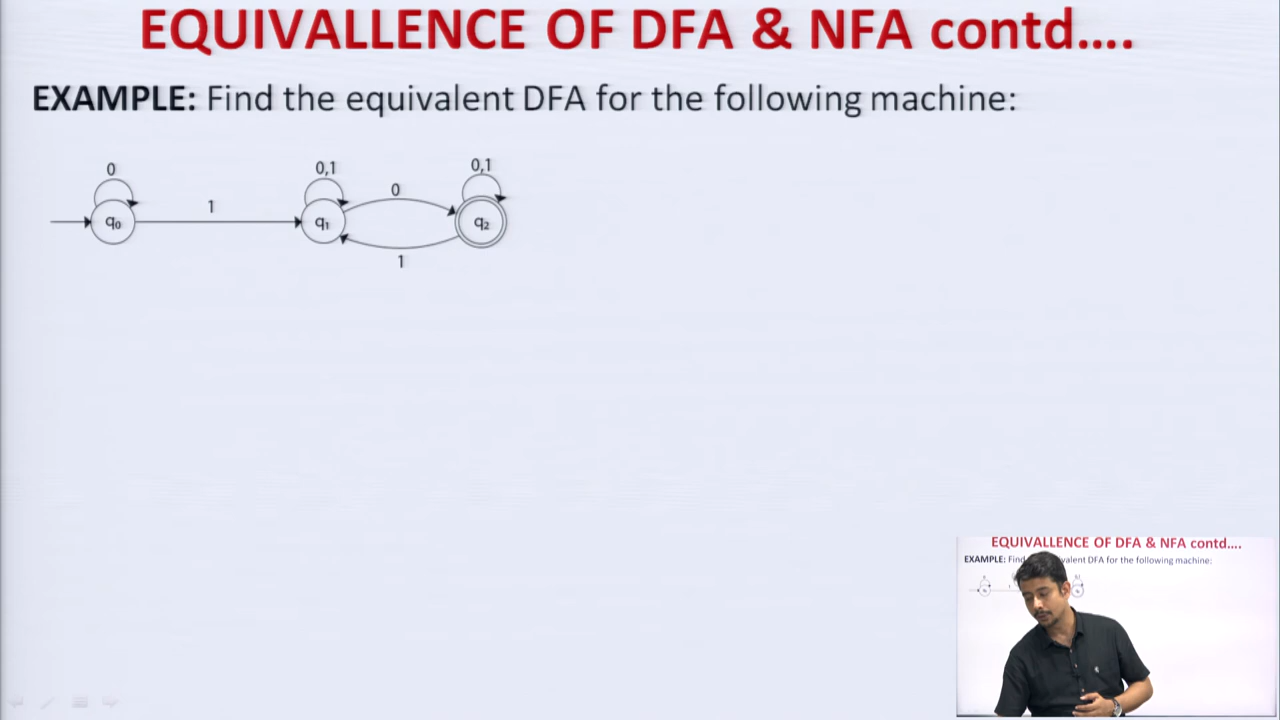 EQUIVALLENCE OF DFA & NFA contd....
EXAMPLE: Find the equivalent DFA for the following machine:
0
0,1
0,1
1
0
q0
q1
q2
1
EQUIVALLENCE OF DFA & NFA contd....
EXAMPLE: Find DFA for the following machine: